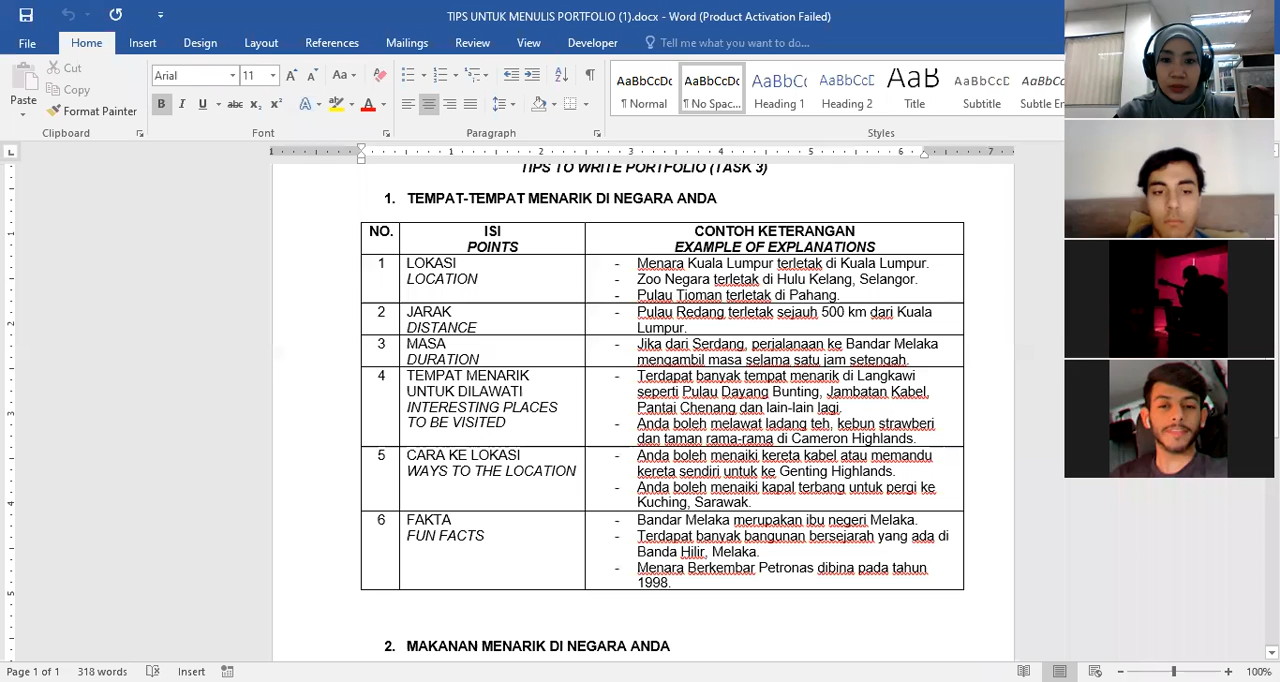 TIPS UNTUK MENULIS PORTFOLIO (1).docx - Word (Product Activation Failed)
File Home Insert Design Layout References Mailings Review View Developer Tell me what you want to do...
Cut
Copy
Format Painter
Paste
Clipboard
Arial 11
Font
Paragraph
AaBbCcDc AaBbCcDc AaBbC AaBbCcD AaB AaBbCcD AaBbCcD
¶ Normal ¶ No Spac... Heading 1 Heading 2 Title Subtitle Subtle Em
Styles
TIPS TO WRITE PORTFOLIO (TASK 3)
1. TEMPAT-TEMPAT MENARIK DI NEGARA ANDA
NO. ISI CONTOH KETERANGAN
POINTS EXAMPLE OF EXPLANATIONS
1 LOKASI - Menara Kuala Lumpur terletak di Kuala Lumpur.
LOCATION - Zoo Negara terletak di Hulu Kelang, Selangor.
- Pulau Tioman terletak di Pahang.
2 JARAK - Pulau Redang terletak sejauh 500 km dari Kuala
DISTANCE Lumpur.
3 MASA - Jika dari Serdang, perjalanaan ke Bandar Melaka
DURATION mengambil masa selama satu jam setengah.
4 TEMPAT MENARIK - Terdapat banyak tempat menarik di Langkawi
UNTUK DILAWATI seperti Pulau Dayang Bunting, Jambatan Kabel,
INTERESTING PLACES Pantai Chenang dan lain-lain lagi.
TO BE VISITED - Anda boleh melawat ladang teh, kebun strawberi
dan taman rama-rama di Cameron Highlands.
5 CARA KE LOKASI - Anda boleh menaiki kereta kabel atau memandu
WAYS TO THE LOCATION kereta sendiri untuk ke Genting Highlands.
- Anda boleh menaiki kapal terbang untuk pergi ke
Kuching, Sarawak.
6 FAKTA - Bandar Melaka merupakan ibu negeri Melaka.
FUN FACTS - Terdapat banyak bangunan bersejarah yang ada di
Banda Hilir, Melaka.
- Menara Berkembar Petronas dibina pada tahun
1998.
2. MAKANAN MENARIK DI NEGARA ANDA
Page 1 of 1 318 words Insert 100%